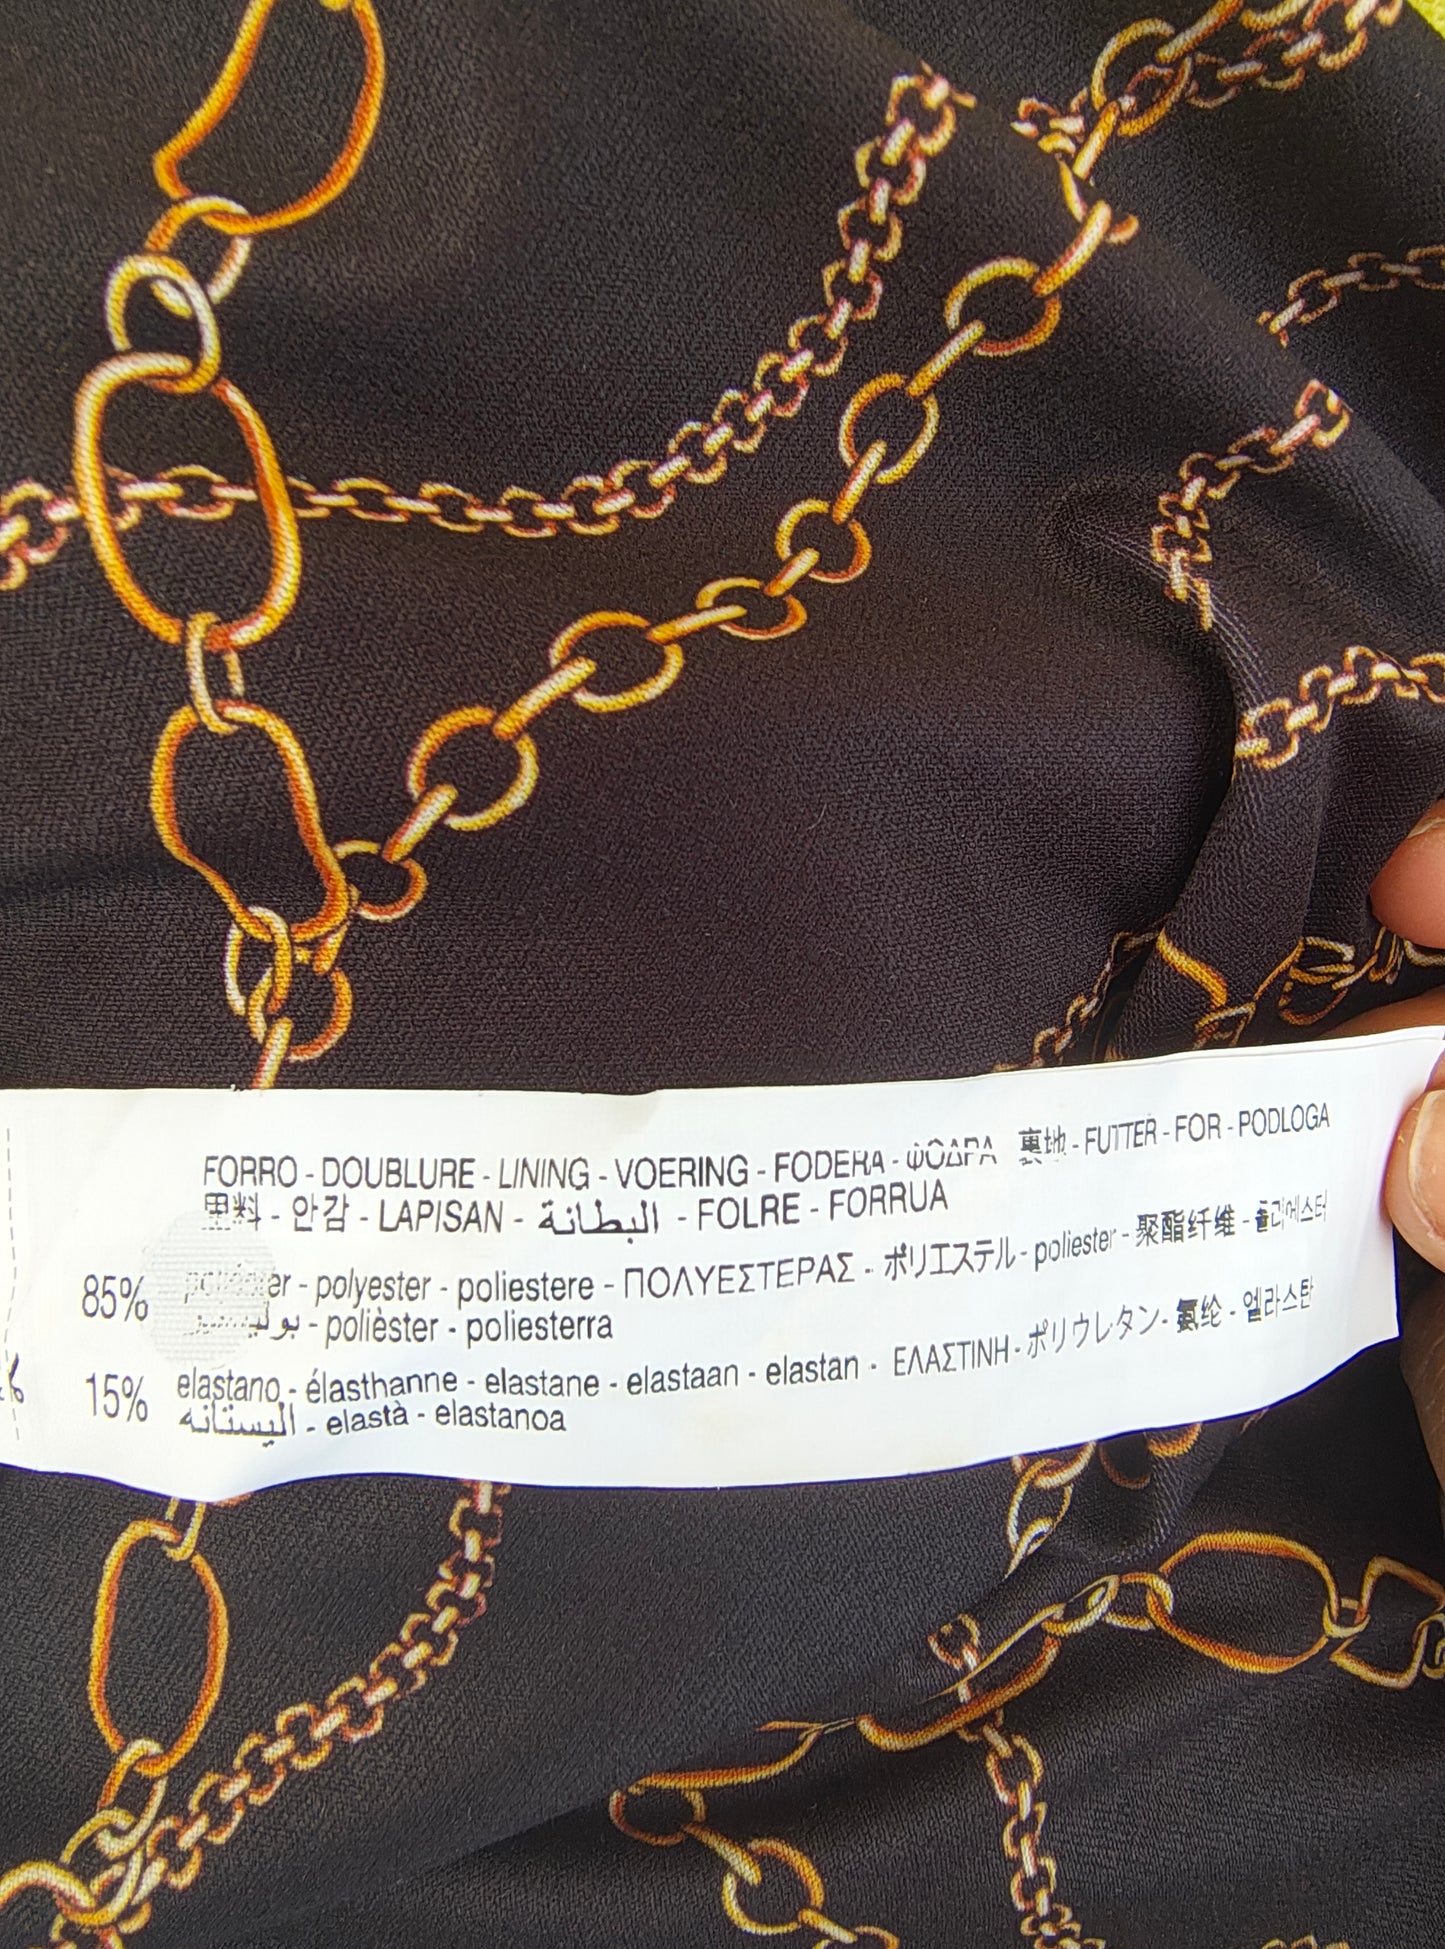 FORRO - DOUBLURE - LINING - VOERING - FODERA - ΦΟΔΡΑ 裏地 - FUTTER - FOR - PODLOGA
里料 - 안감 - LAPISAN - البطانة - FOLRE - FORRUA
85% polyester - polyester - poliestere - ΠΟΛΥΕΣΤΕΡΑΣ - ポリエステル - poliester - 聚酯纤维 - 폴리에스터
- polièster - poliesterra
15% elastano - élasthanne - elastane - elastaan - elastan - ΕΛΑΣΤΙΝΗ - ポリウレタン - 氨纶 - 엘라스탄
اليستانه - elastà - elastanoa